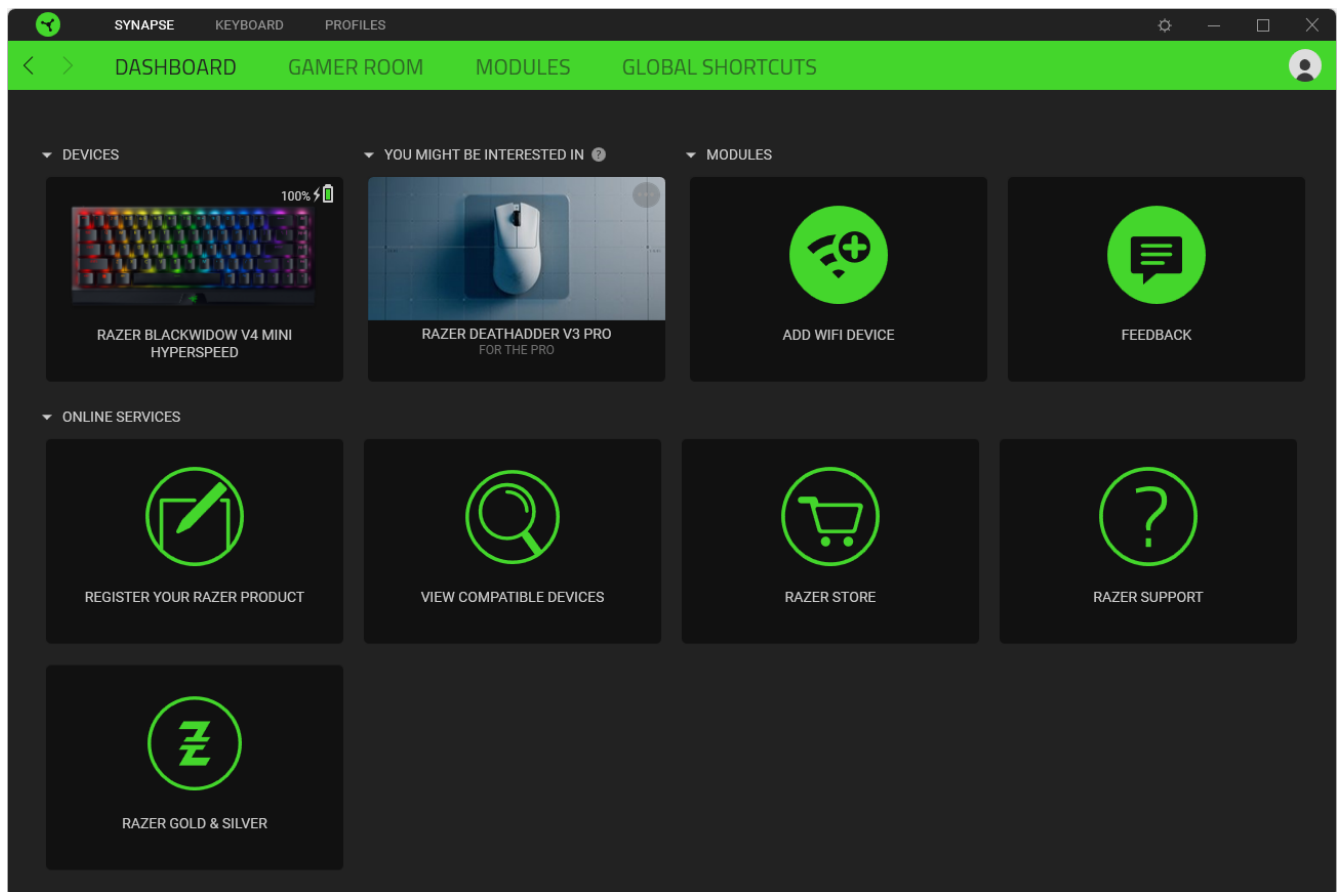 SYNAPSE KEYBOARD PROFILES
DASHBOARD GAMER ROOM MODULES GLOBAL SHORTCUTS
DEVICES
YOU MIGHT BE INTERESTED IN ?
MODULES
100%
RAZER BLACKWIDOW V4 MINI
HYPERSPEED
RAZER DEATHADDER V3 PRO
FOR THE PRO
ADD WIFI DEVICE
FEEDBACK
ONLINE SERVICES
REGISTER YOUR RAZER PRODUCT
VIEW COMPATIBLE DEVICES
RAZER STORE
?
RAZER SUPPORT
RAZER GOLD & SILVER